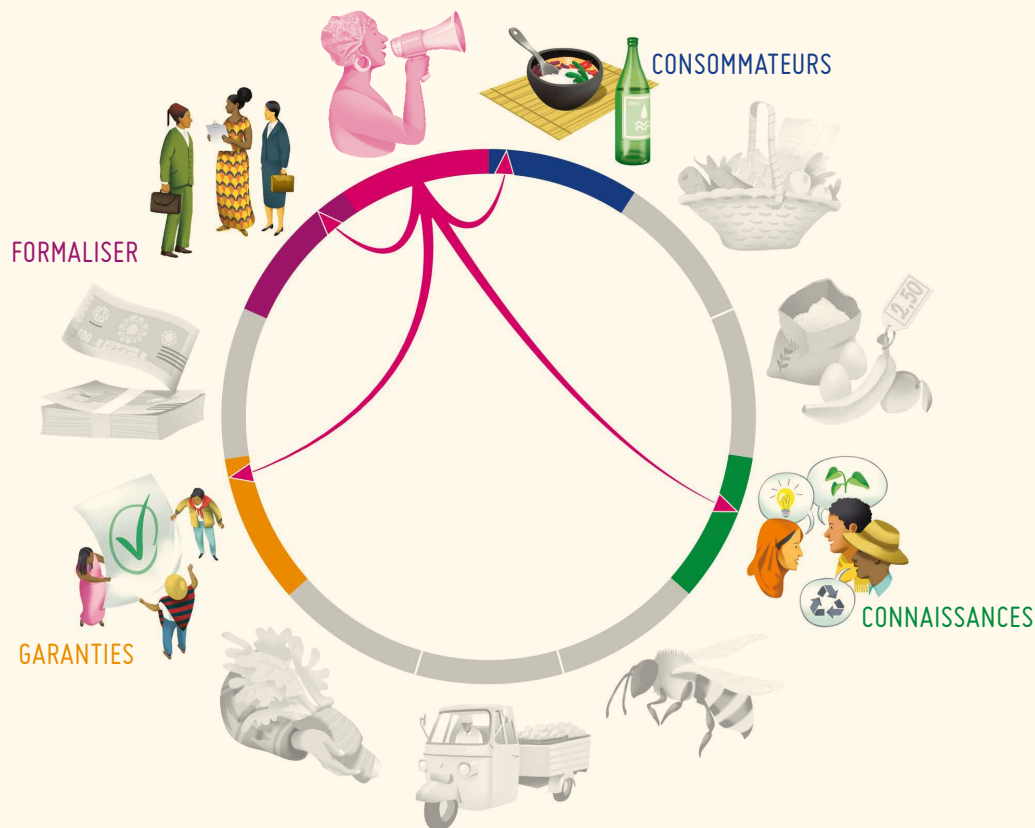 CONSOMMATEURS
FORMALISER
2,50
CONNAISSANCES
GARANTIES